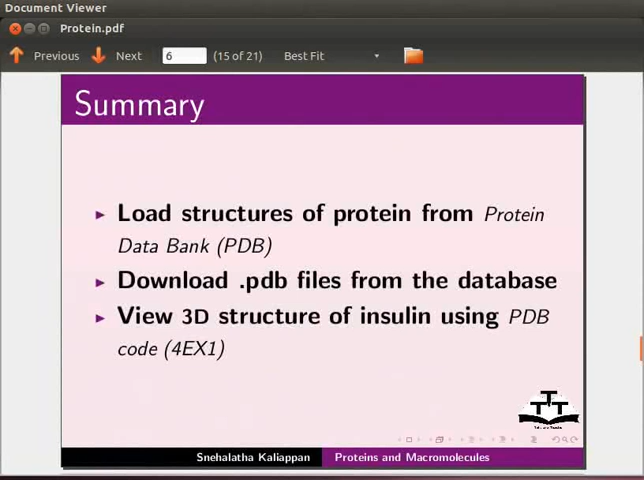 Document Viewer
Protein.pdf
Previous Next 6 (15 of 21) Best Fit
Summary
Load structures of protein from Protein
Data Bank (PDB)
Download .pdb files from the database
View 3D structure of insulin using PDB
code (4EX1)
Snehalatha Kaliappan Proteins and Macromolecules